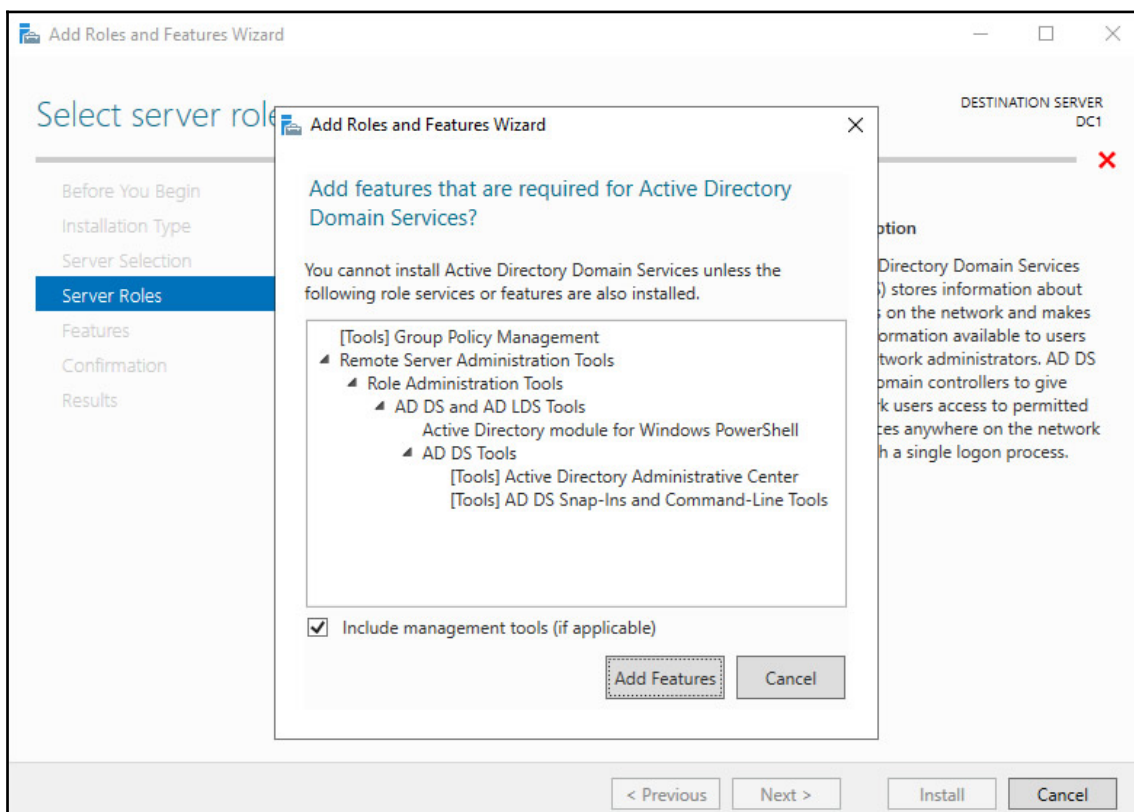 Add Roles and Features Wizard
Select server role
DESTINATION SERVER
DC1
Before You Begin
Installation Type
Server Selection
Server Roles
Features
Confirmation
Results
Add Roles and Features Wizard
Add features that are required for Active Directory
Domain Services?
You cannot install Active Directory Domain Services unless the
following role services or features are also installed.
[Tools] Group Policy Management
Remote Server Administration Tools
Role Administration Tools
AD DS and AD LDS Tools
Active Directory module for Windows PowerShell
AD DS Tools
[Tools] Active Directory Administrative Center
[Tools] AD DS Snap-Ins and Command-Line Tools
Include management tools (if applicable)
Add Features
Cancel
ption
Directory Domain Services
) stores information about
on the network and makes
ormation available to users
twork administrators. AD DS
omain controllers to give
k users access to permitted
ces anywhere on the network
h a single logon process.
< Previous
Next >
Install
Cancel